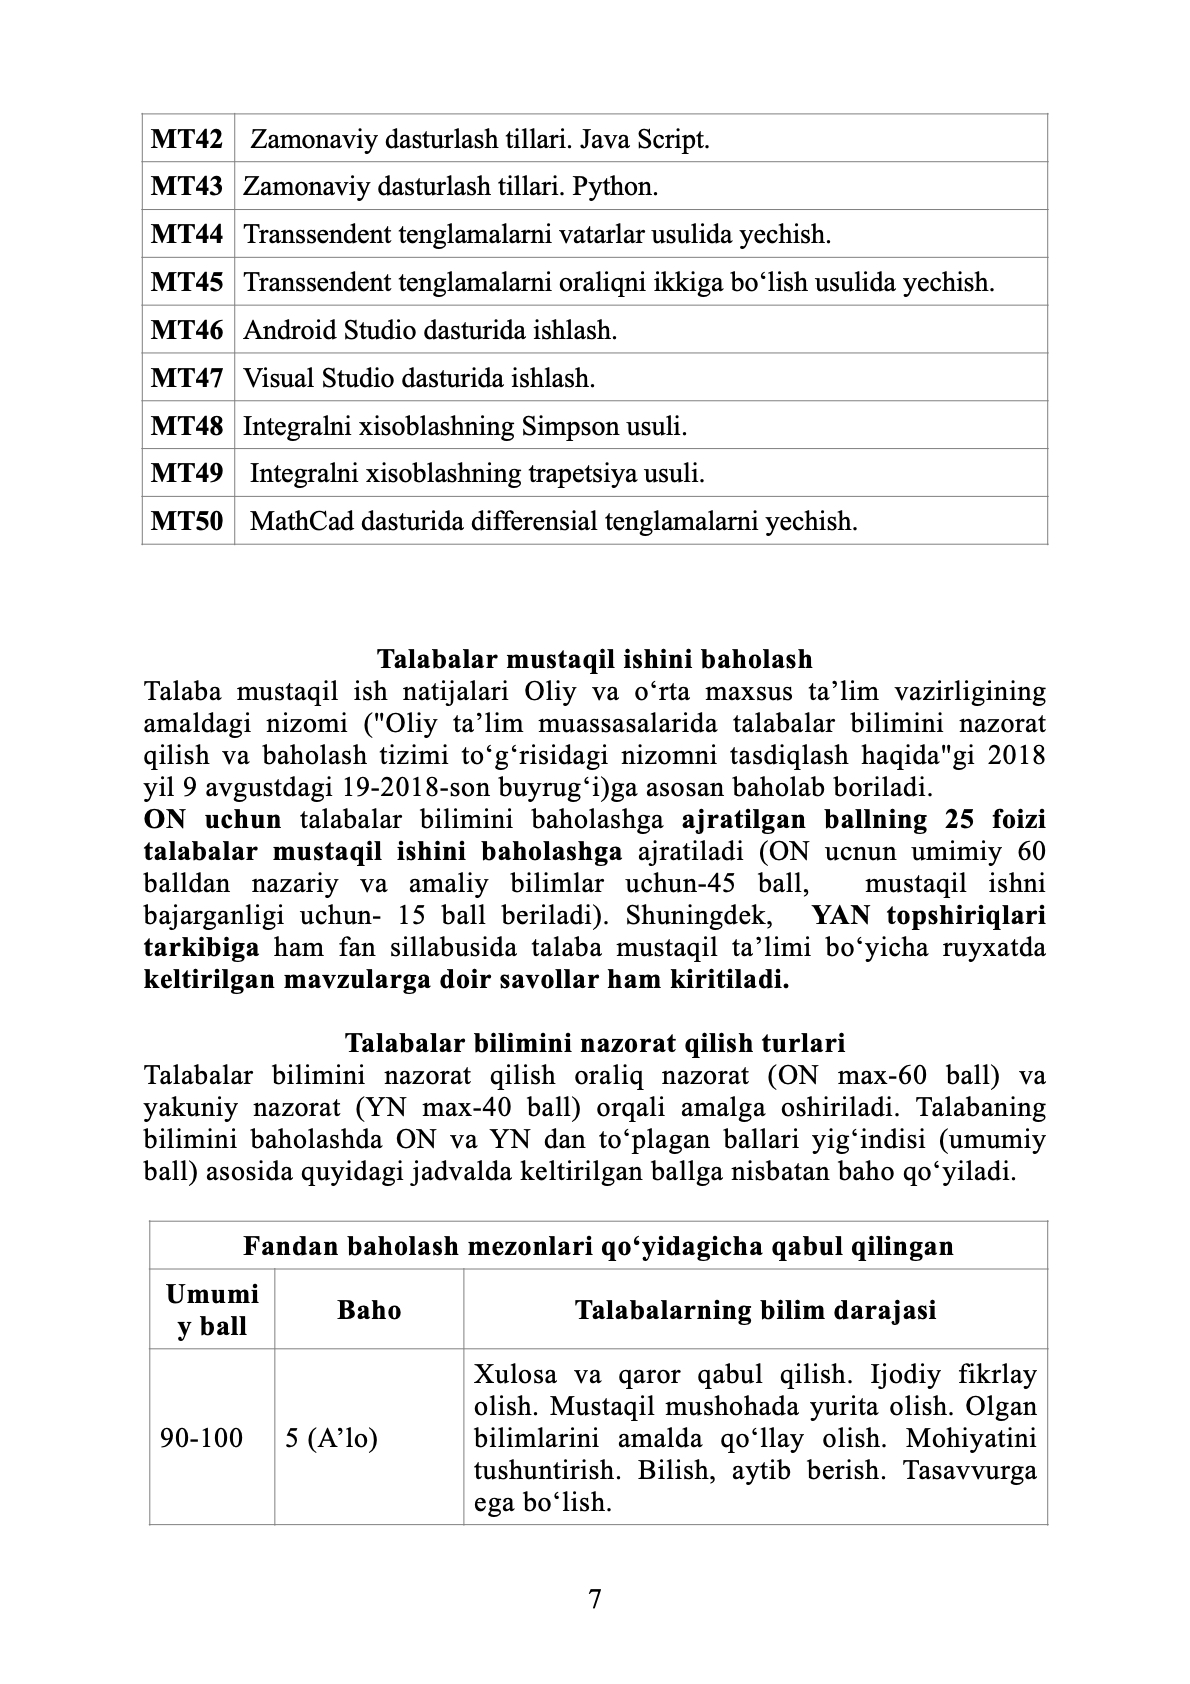 MT42 Zamonaviy dasturlash tillari. Java Script.
MT43 Zamonaviy dasturlash tillari. Python.
MT44 Transsendent tenglamalarni vatarlar usulida yechish.
MT45 Transsendent tenglamalarni oraliqni ikkiga bo‘lish usulida yechish.
MT46 Android Studio dasturida ishlash.
MT47 Visual Studio dasturida ishlash.
MT48 Integralni xisoblashning Simpson usuli.
MT49 Integralni xisoblashning trapetsiya usuli.
MT50 MathCad dasturida differensial tenglamalarni yechish.
Talabalar mustaqil ishini baholash
Talaba mustaqil ish natijalari Oliy va o‘rta maxsus ta’lim vazirligining
amaldagi nizomi ("Oliy ta’lim muassasalarida talabalar bilimini nazorat
qilish va baholash tizimi to‘g‘risidagi nizomni tasdiqlash haqida"gi 2018
yil 9 avgustdagi 19-2018-son buyrug‘i)ga asosan baholab boriladi.
ON uchun talabalar bilimini baholashga ajratilgan ballning 25 foizi
talabalar mustaqil ishini baholashga ajratiladi (ON ucnun umimiy 60
balldan nazariy va amaliy bilimlar uchun-45 ball, mustaqil ishni
bajarganligi uchun- 15 ball beriladi). Shuningdek, YAN topshiriqlari
tarkibiga ham fan sillabusida talaba mustaqil ta’limi bo‘yicha ruyxatda
keltirilgan mavzularga doir savollar ham kiritiladi.
Talabalar bilimini nazorat qilish turlari
Talabalar bilimini nazorat qilish oraliq nazorat (ON max-60 ball) va
yakuniy nazorat (YN max-40 ball) orqali amalga oshiriladi. Talabaning
bilimini baholashda ON va YN dan to‘plagan ballari yig‘indisi (umumiy
ball) asosida quyidagi jadvalda keltirilgan ballga nisbatan baho qo‘yiladi.
Fandan baholash mezonlari qo‘yidagicha qabul qilingan
Umumi
y ball
Baho
Talabalarning bilim darajasi
90-100
5 (A’lo)
Xulosa va qaror qabul qilish. Ijodiy fikrlay
olish. Mustaqil mushohada yurita olish. Olgan
bilimlarini amalda qo‘llay olish. Mohiyatini
tushuntirish. Bilish, aytib berish. Tasavvurga
ega bo‘lish.
7